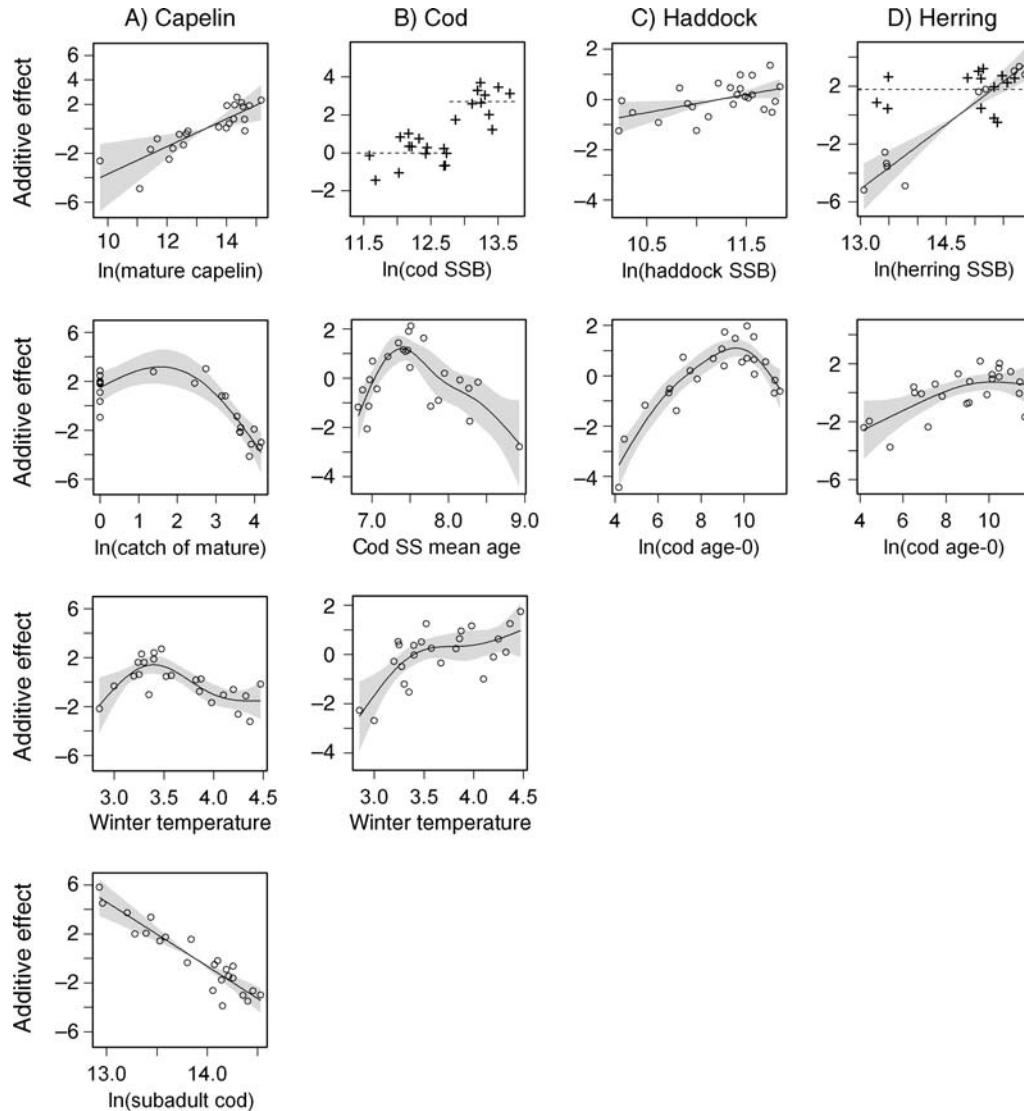 A) Capelin B) Cod C) Haddock D) Herring
Additive effect
6
2
−2
−6
10 12 14
ln(mature capelin)
4
2
0
−2
11.5 12.5 13.5
ln(cod SSB)
2
0
−2
−4
10.5 11.5
ln(haddock SSB)
2
−2
−6
13.0 14.5
ln(herring SSB)
Additive effect
6
2
−2
−6
0 1 2 3 4
ln(catch of mature)
2
0
−2
−4
7.0 8.0 9.0
Cod SS mean age
2
0
−2
−4
4 6 8 10
ln(cod age-0)
2
−2
−6
4 6 8 10
ln(cod age-0)
Additive effect
6
2
−2
−6
3.0 3.5 4.0 4.5
Winter temperature
2
0
−2
−4
3.0 3.5 4.0 4.5
Winter temperature
Additive effect
6
2
−2
−6
13.0 14.0
ln(subadult cod)